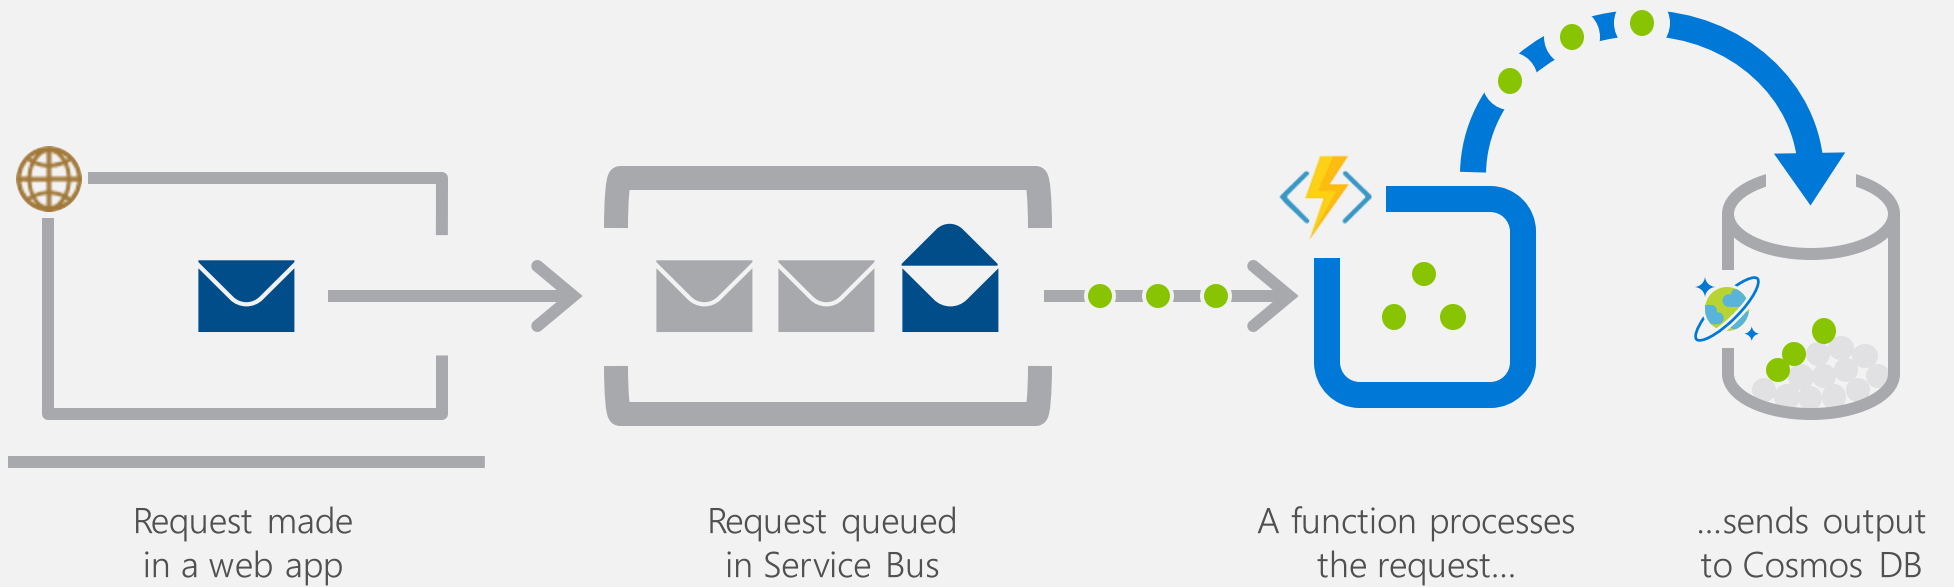 Request made
in a web app
Request queued
in Service Bus
A function processes
the request...
...sends output
to Cosmos DB